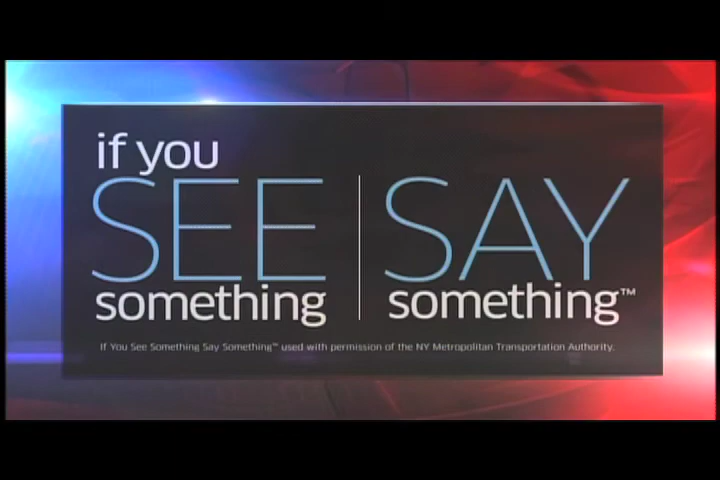 if you
SEE
something
SAY
something™
If You See Something Say Something™ used with permission of the NY Metropolitan Transportation Authority.